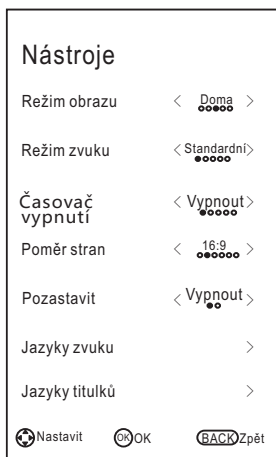 Nástroje
Režim obrazu < Doma >
Režim zvuku < Standardní >
Časovač
vypnutí < Vypnout >
Poměr stran < 16:9 >
Pozastavit < Vypnout >
Jazyky zvuku >
Jazyky titulků >
Nastavit OK OK BACK Zpět